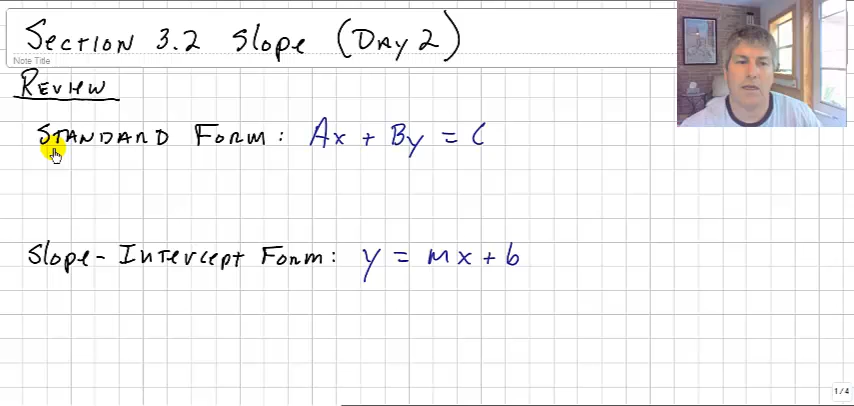 Section 3.2 Slope (Day 2)
Note Title
Review
Standard Form: Ax + By = C
Slope-Intercept Form: y = mx + b
1/4